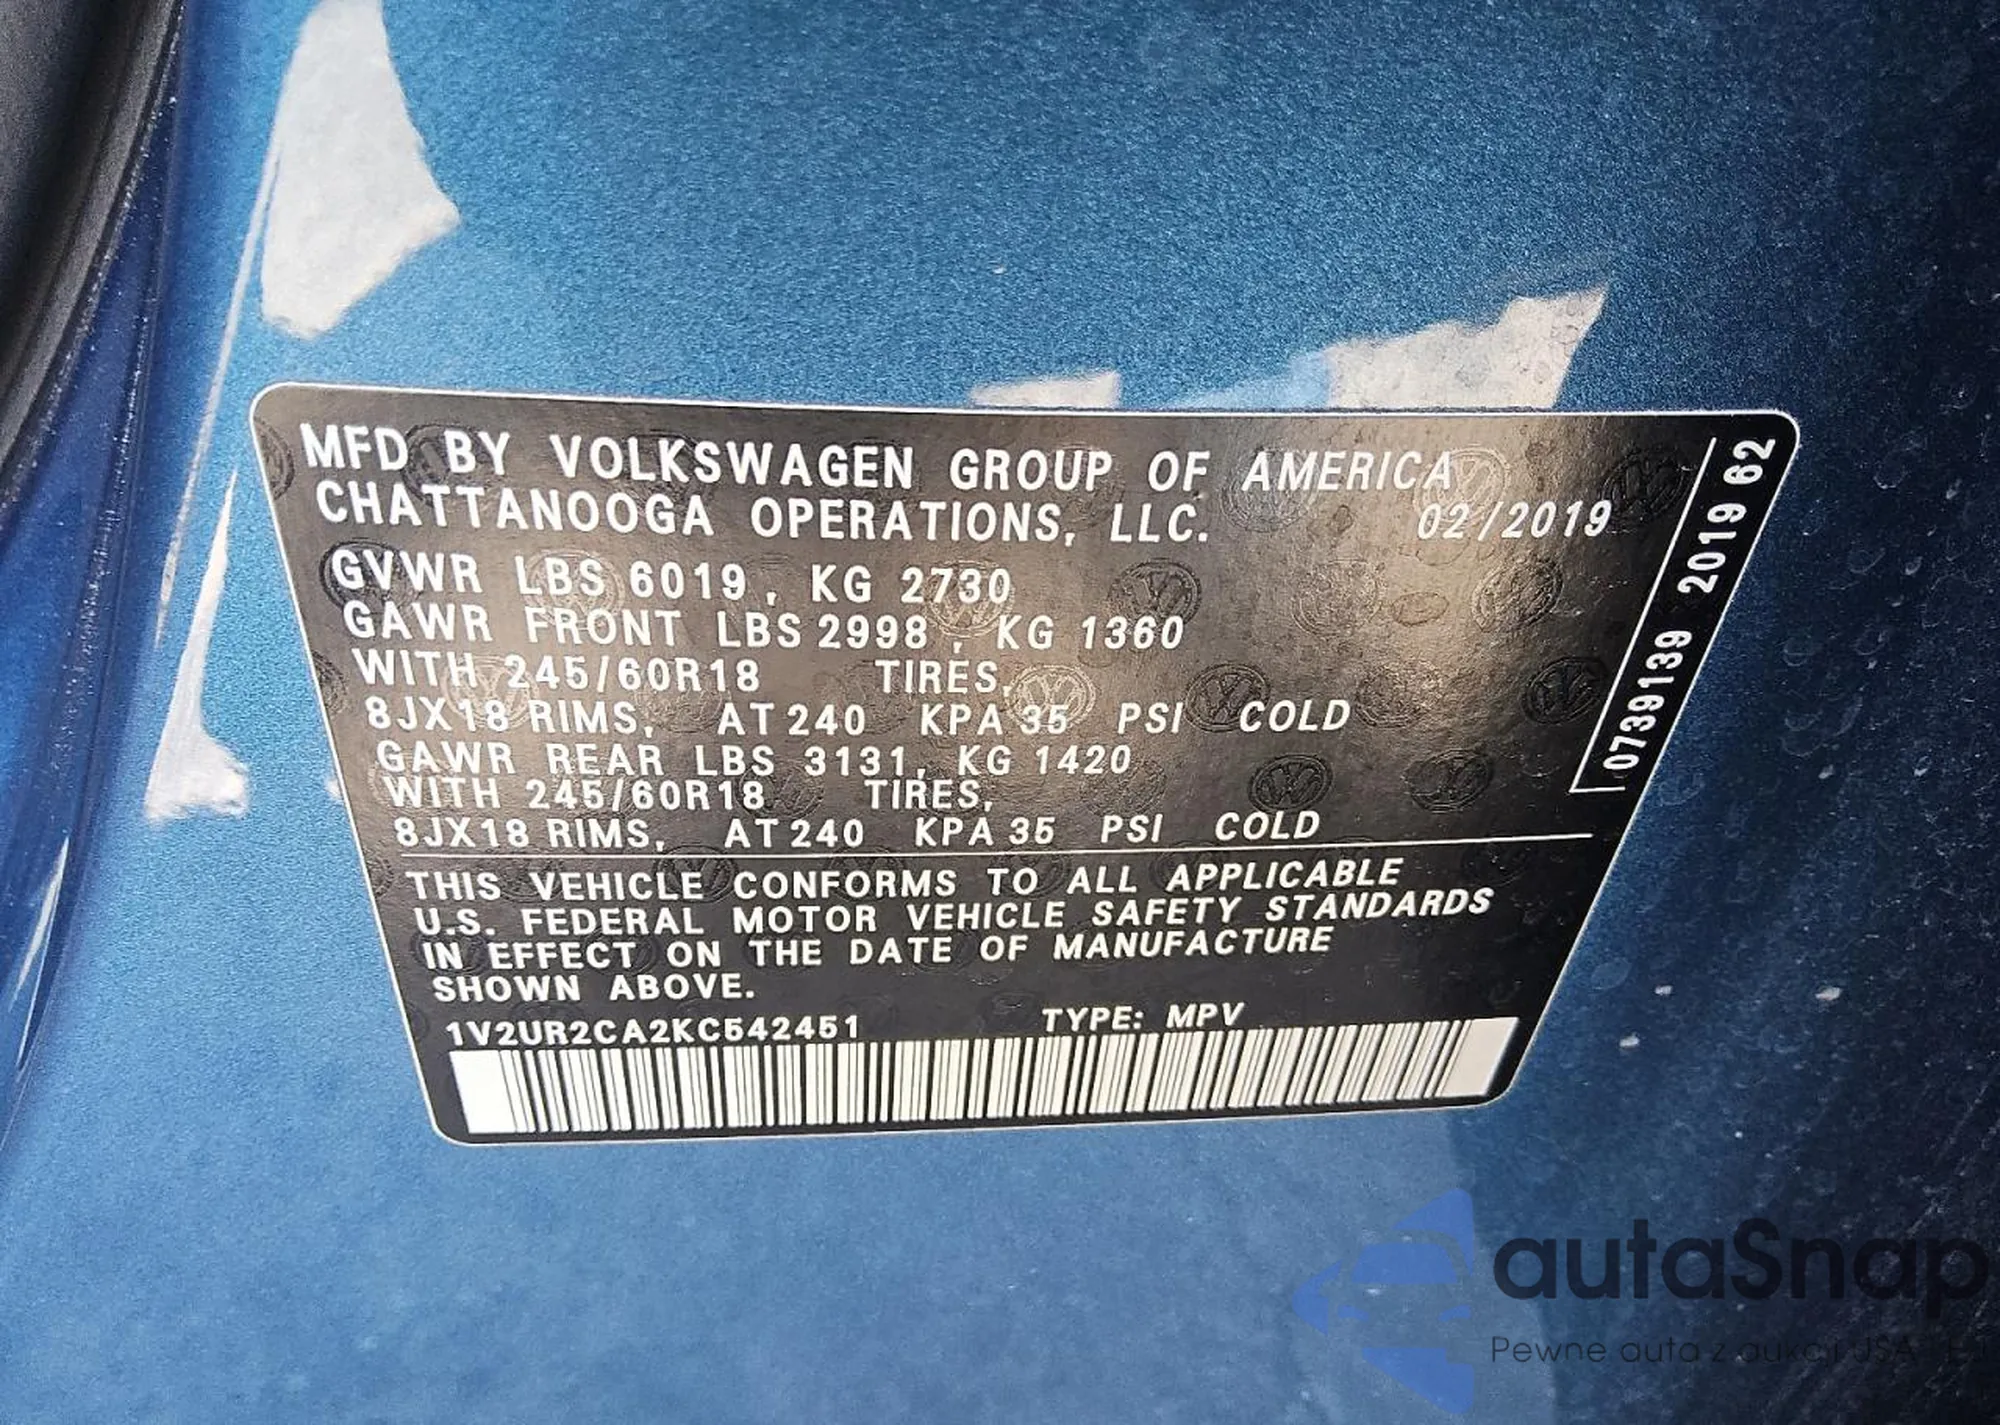 MFD BY VOLKSWAGEN GROUP OF AMERICA
CHATTANOOGA OPERATIONS, LLC. 02/2019
GVWR LBS 6019, KG 2730
GAWR FRONT LBS 2998, KG 1360
WITH 245/60R18 TIRES,
8JX18 RIMS, AT 240 KPA 35 PSI COLD
GAWR REAR LBS 3131, KG 1420
WITH 245/60R18 TIRES,
8JX18 RIMS, AT 240 KPA 35 PSI COLD
THIS VEHICLE CONFORMS TO ALL APPLICABLE
U.S. FEDERAL MOTOR VEHICLE SAFETY STANDARDS
IN EFFECT ON THE DATE OF MANUFACTURE
SHOWN ABOVE.
1V2UR2CA2KC542451 TYPE: MPV
0739139 2019 62
autaSnap
Pewne auta z aukcji USA